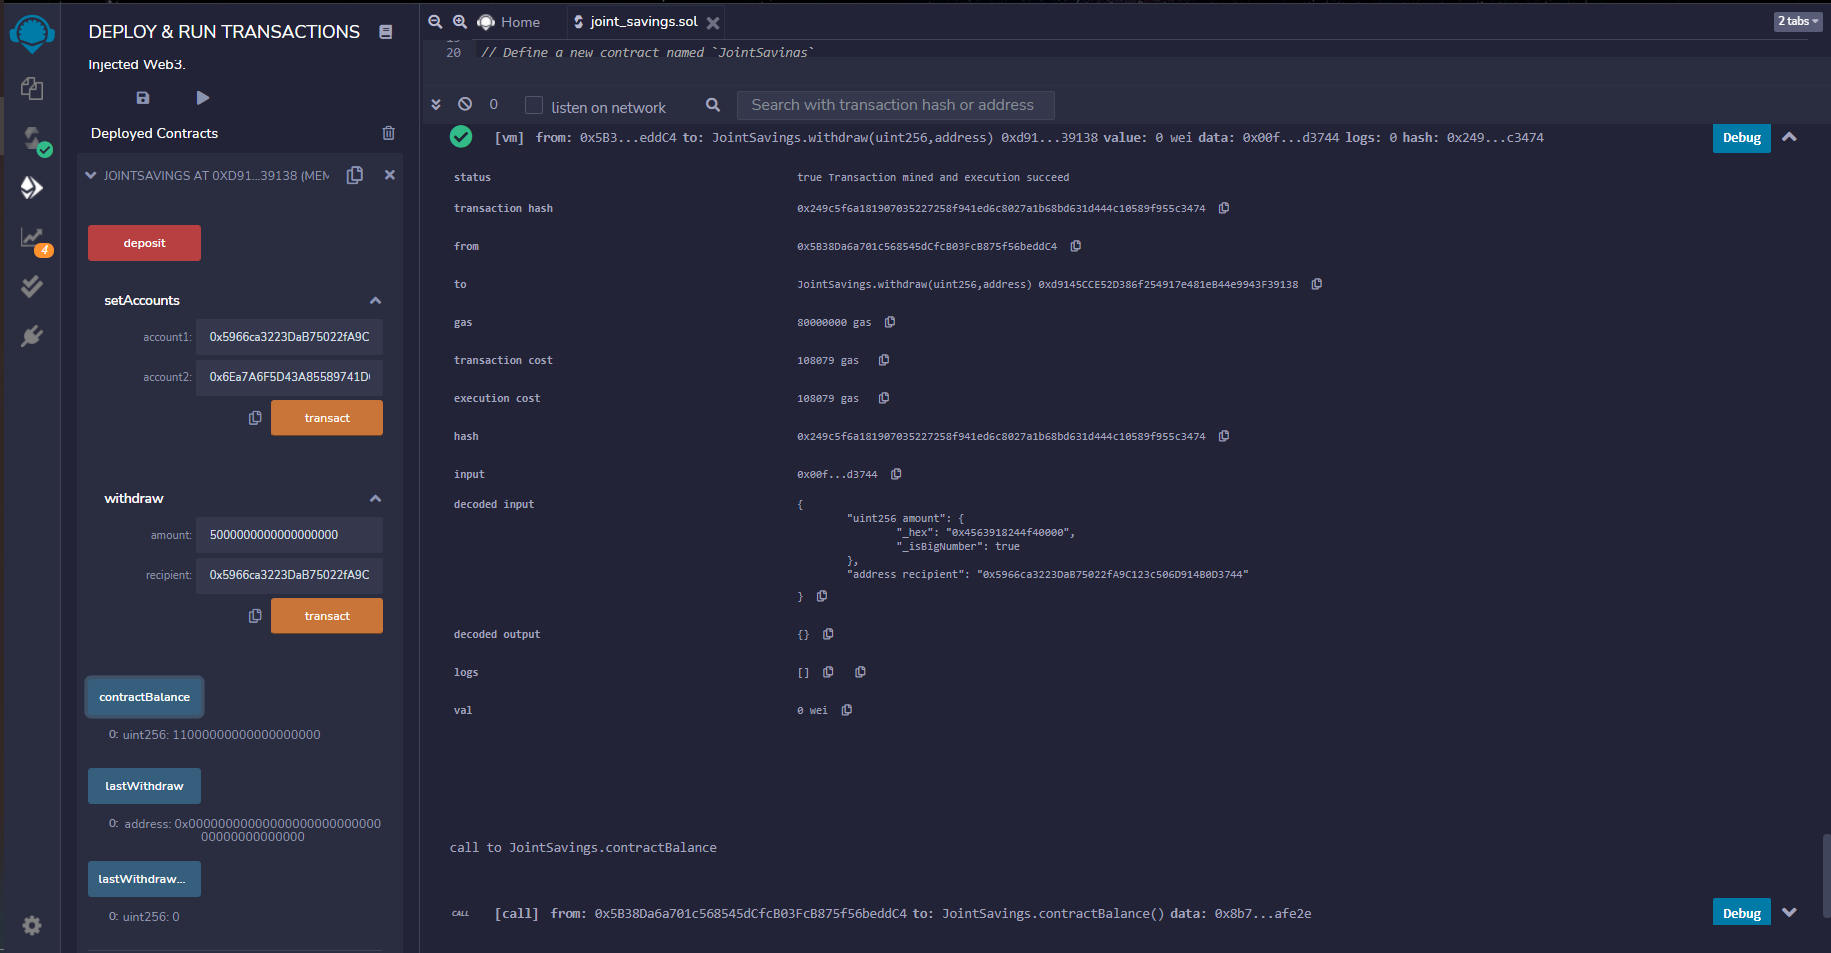 DEPLOY & RUN TRANSACTIONS
Injected Web3.
Deployed Contracts
JOINTSAVINGS AT 0XD91...39138 (MEM
deposit
setAccounts
account1: 0x5966ca3223DaB75022fA9C
account2: 0x6Ea7A6F5D43A85589741D
transact
withdraw
amount: 5000000000000000000
recipient: 0x5966ca3223DaB75022fA9C
transact
contractBalance
0: uint256: 11000000000000000000
lastWithdraw
0: address: 0x00000000000000000000000000
00000000000000
lastWithdraw...
0: uint256: 0
4
Home
joint_savings.sol
2 tabs
20 // Define a new contract named `JointSavings`
0
listen on network
Search with transaction hash or address
[vm] from: 0x5B3...eddC4 to: JointSavings.withdraw(uint256,address) 0xd91...39138 value: 0 wei data: 0x00f...d3744 logs: 0 hash: 0x249...c3474
Debug
status true Transaction mined and execution succeed
transaction hash 0x249c5f6a181907035227258f941ed6c8027a1b68bd631d444c10589f955c3474
from 0x5B38Da6a701c568545dCfcB03FcB875f56beddC4
to JointSavings.withdraw(uint256,address) 0xd9145CCE52D386f254917e481eB44e9943F39138
gas 80000000 gas
transaction cost 108079 gas
execution cost 108079 gas
hash 0x249c5f6a181907035227258f941ed6c8027a1b68bd631d444c10589f955c3474
input 0x00f...d3744
decoded input {
"uint256 amount": {
"_hex": "0x4563918244f40000",
"_isBigNumber": true
},
"address recipient": "0x5966ca3223DaB75022fA9C123c506D914B0D3744"
}
decoded output {}
logs []
val 0 wei
call to JointSavings.contractBalance
CALL [call] from: 0x5B38Da6a701c568545dCfcB03FcB875f56beddC4 to: JointSavings.contractBalance() data: 0x8b7...afe2e
Debug